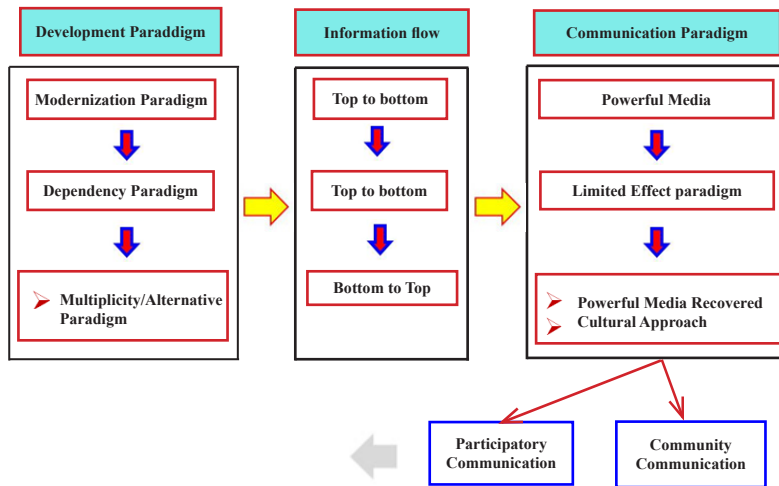 Development Paraddigm
Information flow
Communication Paradigm
Modernization Paradigm
Dependency Paradigm
Multiplicity/Alternative
Paradigm
Top to bottom
Top to bottom
Bottom to Top
Powerful Media
Limited Effect paradigm
Powerful Media Recovered
Cultural Approach
Participatory
Communication
Community
Communication